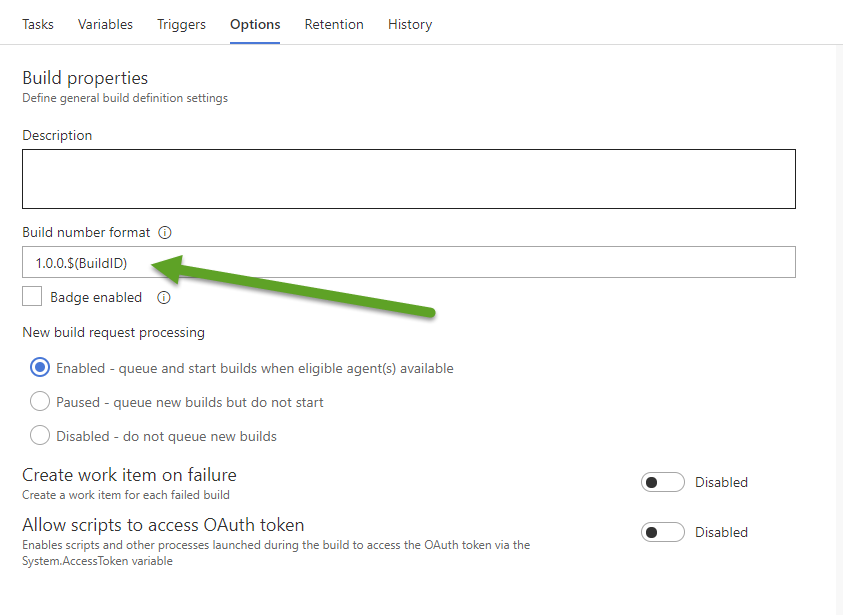 Tasks Variables Triggers Options Retention History
Build properties
Define general build definition settings
Description
Build number format
1.0.0.$(BuildID)
Badge enabled
New build request processing
Enabled - queue and start builds when eligible agent(s) available
Paused - queue new builds but do not start
Disabled - do not queue new builds
Create work item on failure
Disabled
Create a work item for each failed build
Allow scripts to access OAuth token
Disabled
Enables scripts and other processes launched during the build to access the OAuth token via the
System.AccessToken variable